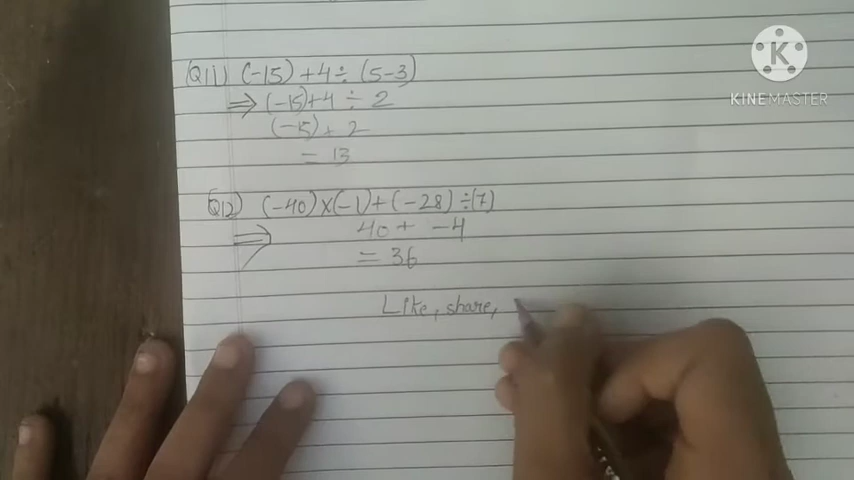 Q11) (-15) + 4 ÷ (5-3)
⇒ (-15) + 4 ÷ 2
(-15) + 2
= 13
Q12) (-40) × (-1) + (-28) ÷ (7)
⇒ 40 + -4
= 36
Like, share,
K
KINEMASTER